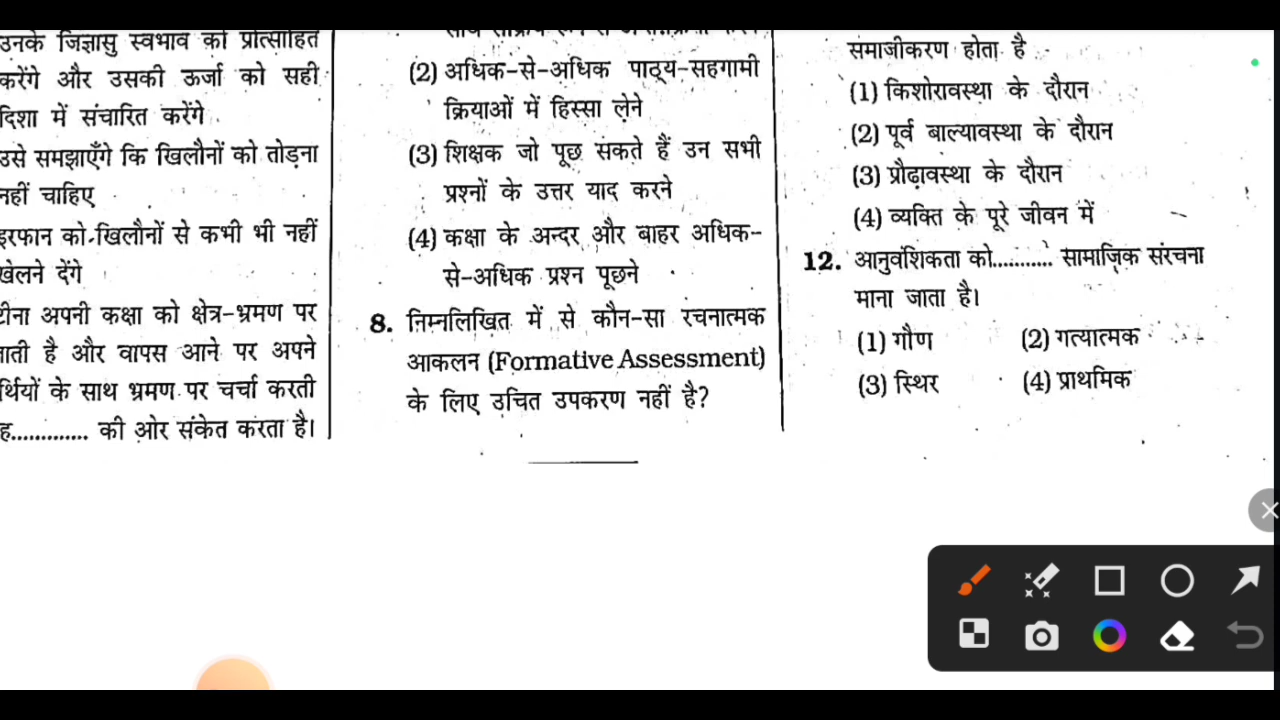 उनके जिज्ञासु स्वभाव को प्रोत्साहित
करेंगे और उसकी ऊर्जा को सही
दिशा में संचारित करेंगे
उसे समझाएँगे कि खिलौनों को तोड़ना
नहीं चाहिए
इरफान को खिलौनों से कभी भी नहीं
खेलने देंगे
टीना अपनी कक्षा को क्षेत्र-भ्रमण पर
है और वापस आने पर अपने
के साथ भ्रमण पर चर्चा करती
............. की ओर संकेत करता है।
(2) अधिक-से-अधिक पाठ्य-सहगामी
क्रियाओं में हिस्सा लेने
(3) शिक्षक जो पूछ सकते हैं उन सभी
प्रश्नों के उत्तर याद करने
(4) कक्षा के अन्दर और बाहर अधिक-
से-अधिक प्रश्न पूछने
8. निम्नलिखित में से कौन-सा रचनात्मक
आकलन (Formative Assessment)
के लिए उचित उपकरण नहीं है?
समाजीकरण होता है
(1) किशोरावस्था के दौरान
(2) पूर्व बाल्यावस्था के दौरान
(3) प्रौढ़ावस्था के दौरान
(4) व्यक्ति के पूरे जीवन में
12. आनुवंशिकता को........... सामाजिक संरचना
माना जाता है।
(1) गौण (2) गत्यात्मक
(3) स्थिर (4) प्राथमिक